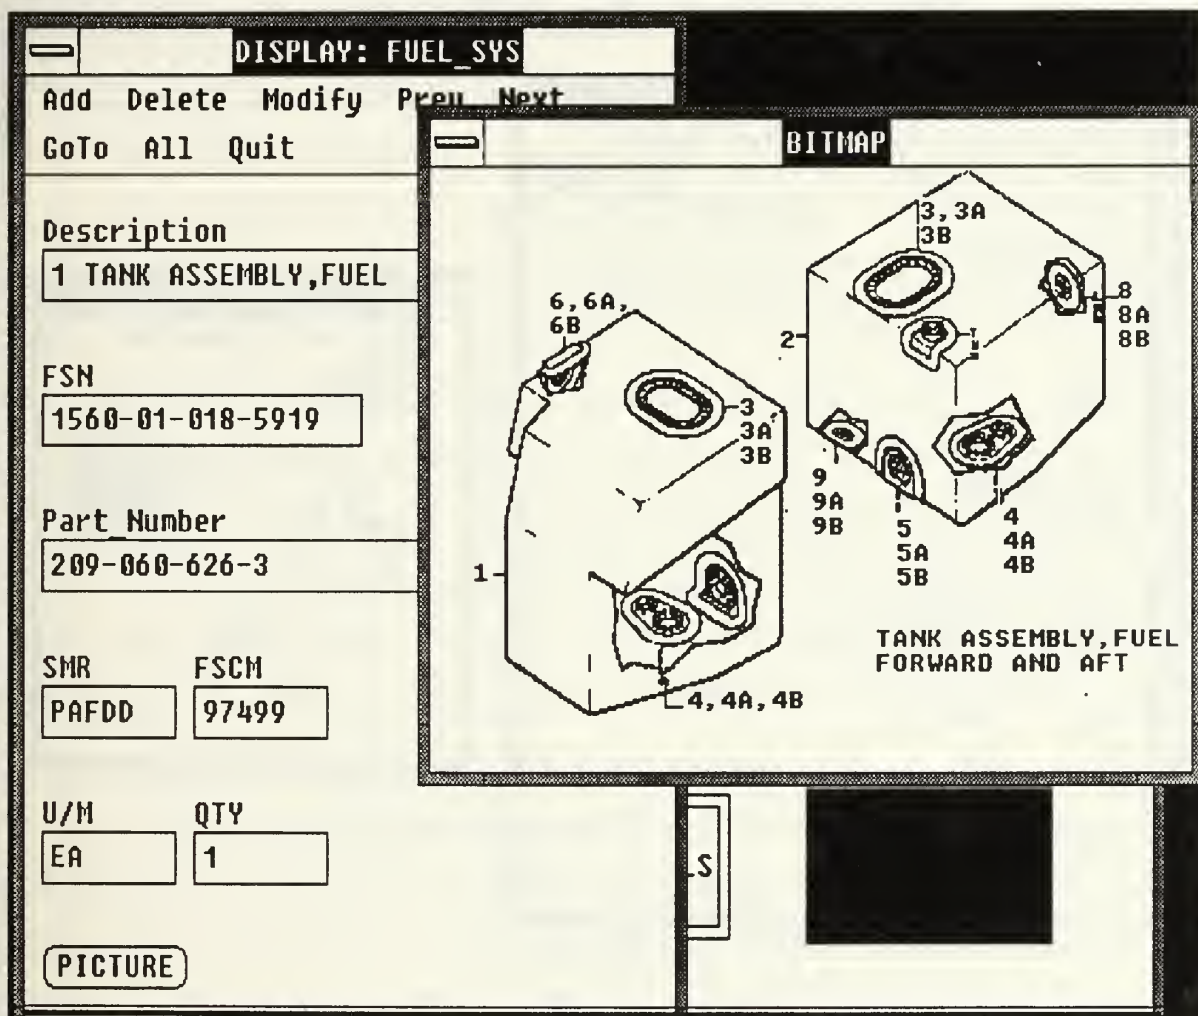 DISPLAY: FUEL_SYS
Add Delete Modify Prev Next
GoTo All Quit
Description
1 TANK ASSEMBLY,FUEL
FSN
1560-01-018-5919
Part_Number
209-060-626-3
SMR FSCM
PAFDD 97499
U/M QTY
EA 1
PICTURE
BITMAP
6,6A,
6B
3
3A
3B
1
4,4A,4B
3,3A
3B
2
8
8A
8B
9
9A
9B
5
5A
5B
4
4A
4B
TANK ASSEMBLY,FUEL
FORWARD AND AFT
LS